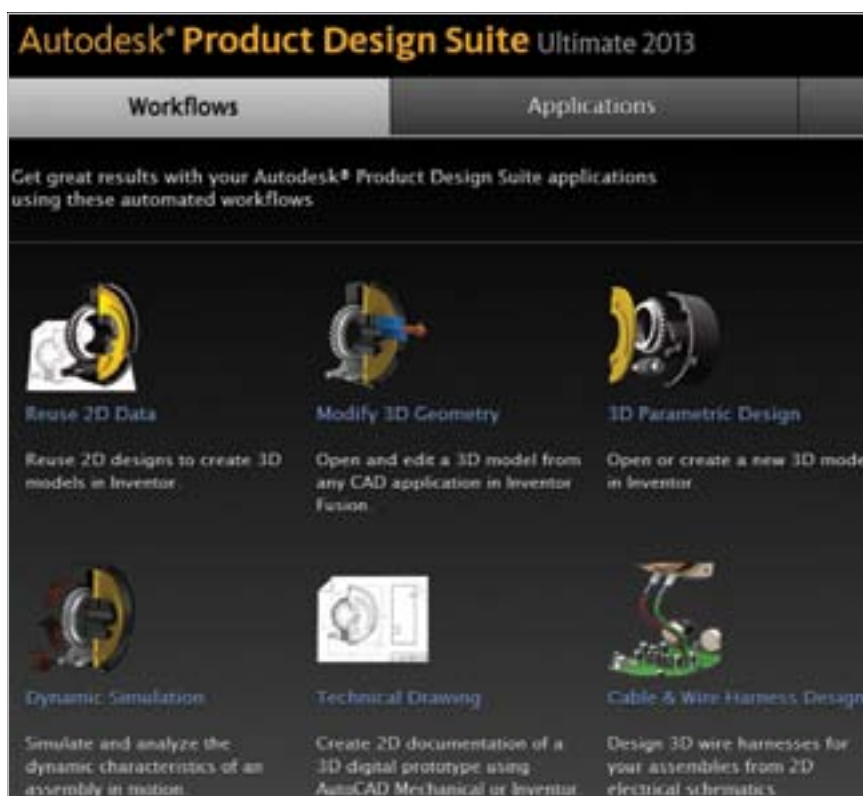 Autodesk® Product Design Suite Ultimate 2013
Workflows
Applications
Get great results with your Autodesk® Product Design Suite applications
using these automated workflows
Reuse 2D Data
Reuse 2D designs to create 3D
models in Inventor
Modify 3D Geometry
Open and edit a 3D model from
any CAD application in Inventor
Fusion
3D Parametric Design
Open or create a new 3D mode
in Inventor
Dynamic Simulation
Simulate and analyze the
dynamic characteristics of an
assembly in motion
Technical Drawing
Create 2D documentation of a
3D digital prototype using
AutoCAD Mechanical or Inventor
Cable & Wire Harness Design
Design 3D wire harnesses for
your assemblies from 2D
electrical schematics